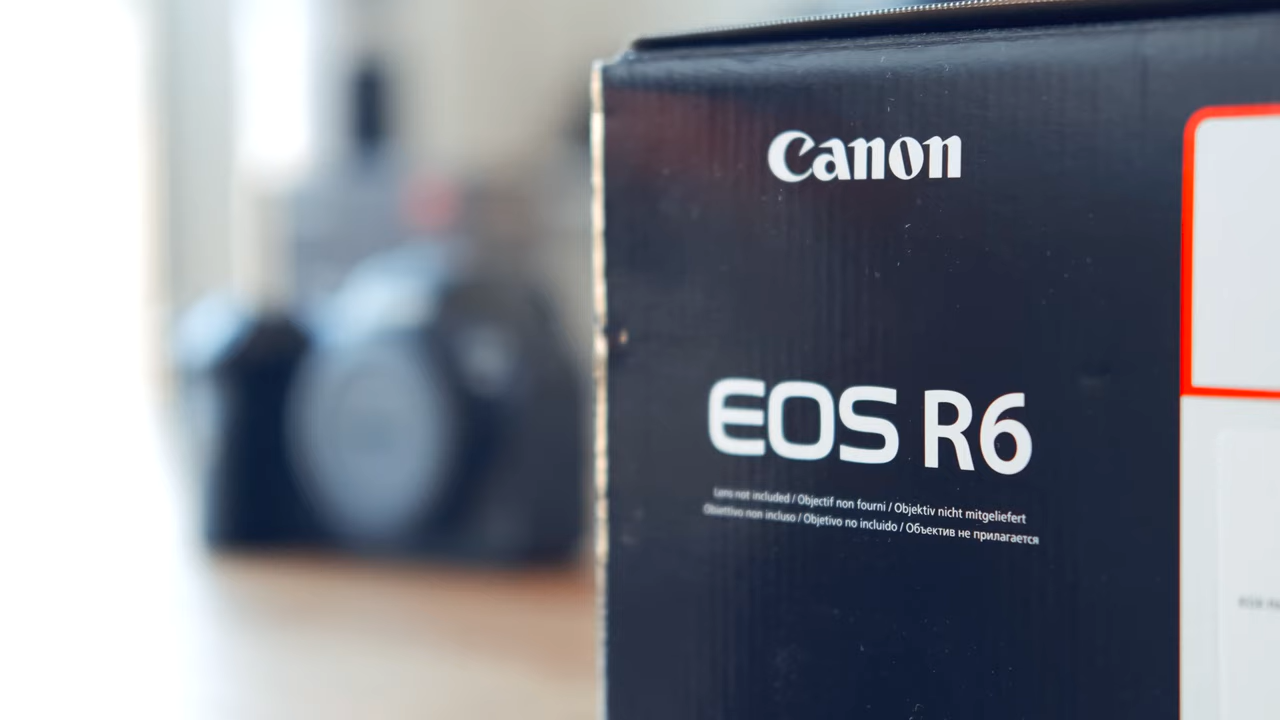 Canon
EOS R6
Lens not included / Objectif non fourni / Objektiv nicht mitgeliefert
Obiettivo non incluso / Objetivo no incluido / Объектив не прилагается